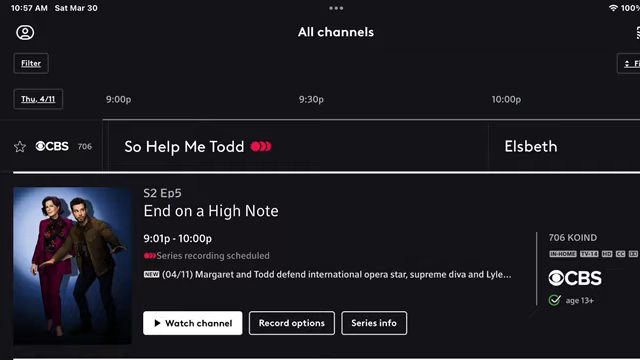 10:57 AM Sat Mar 30
100%
All channels
Filter
Thu, 4/11
9:00p
9:30p
10:00p
CBS
706
So Help Me Todd
Elsbeth
S2 Ep5
End on a High Note
9:01p - 10:00p
Series recording scheduled
NEW (04/11) Margaret and Todd defend international opera star, supreme diva and Lyle...
Watch channel
Record options
Series info
706 KOIND
IN-HOME TV-14 HD CC
CBS
age 13+